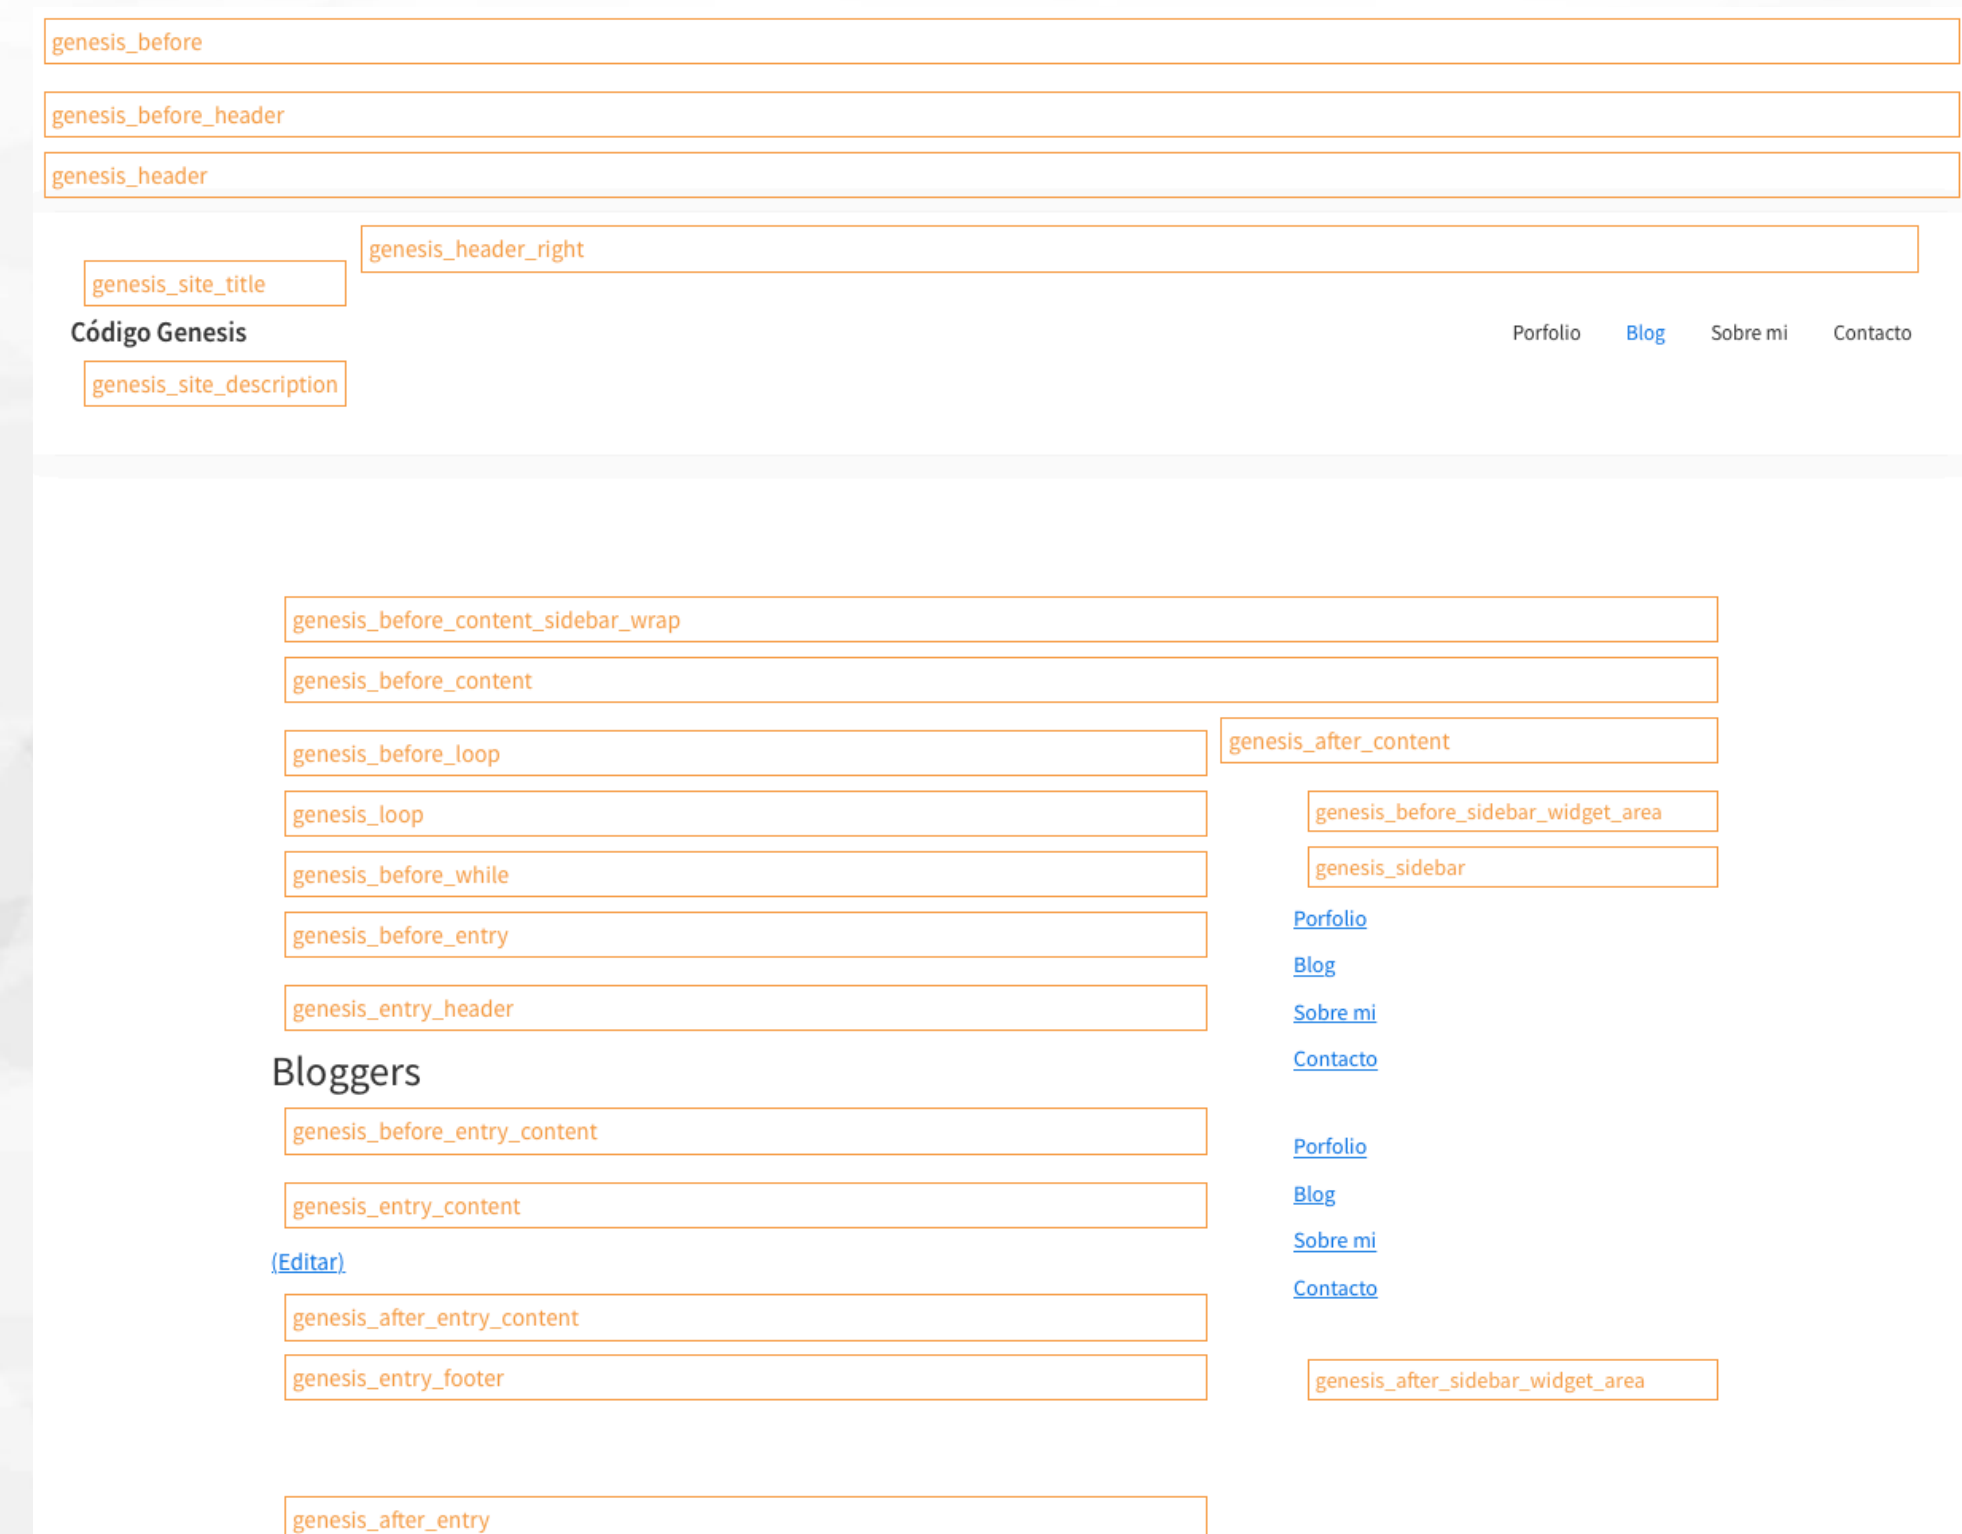 genesis_before
genesis_before_header
genesis_header
genesis_header_right
genesis_site_title
Código Genesis
Porfolio Blog Sobre mi Contacto
genesis_site_description
genesis_before_content_sidebar_wrap
genesis_before_content
genesis_before_loop
genesis_loop
genesis_before_while
genesis_before_entry
genesis_entry_header
Bloggers
genesis_before_entry_content
genesis_entry_content
(Editar)
genesis_after_entry_content
genesis_entry_footer
genesis_after_entry
genesis_after_content
genesis_before_sidebar_widget_area
genesis_sidebar
Porfolio
Blog
Sobre mi
Contacto
Porfolio
Blog
Sobre mi
Contacto
genesis_after_sidebar_widget_area